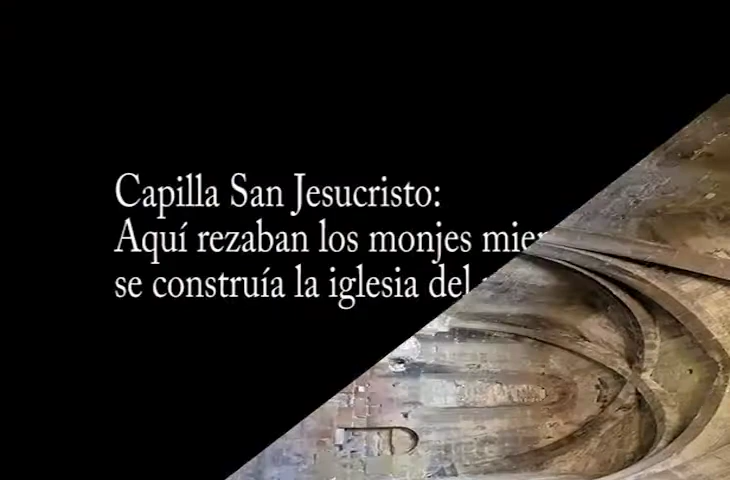 Capilla San Jesucristo:
Aquí rezaban los monjes
se construía la iglesia del